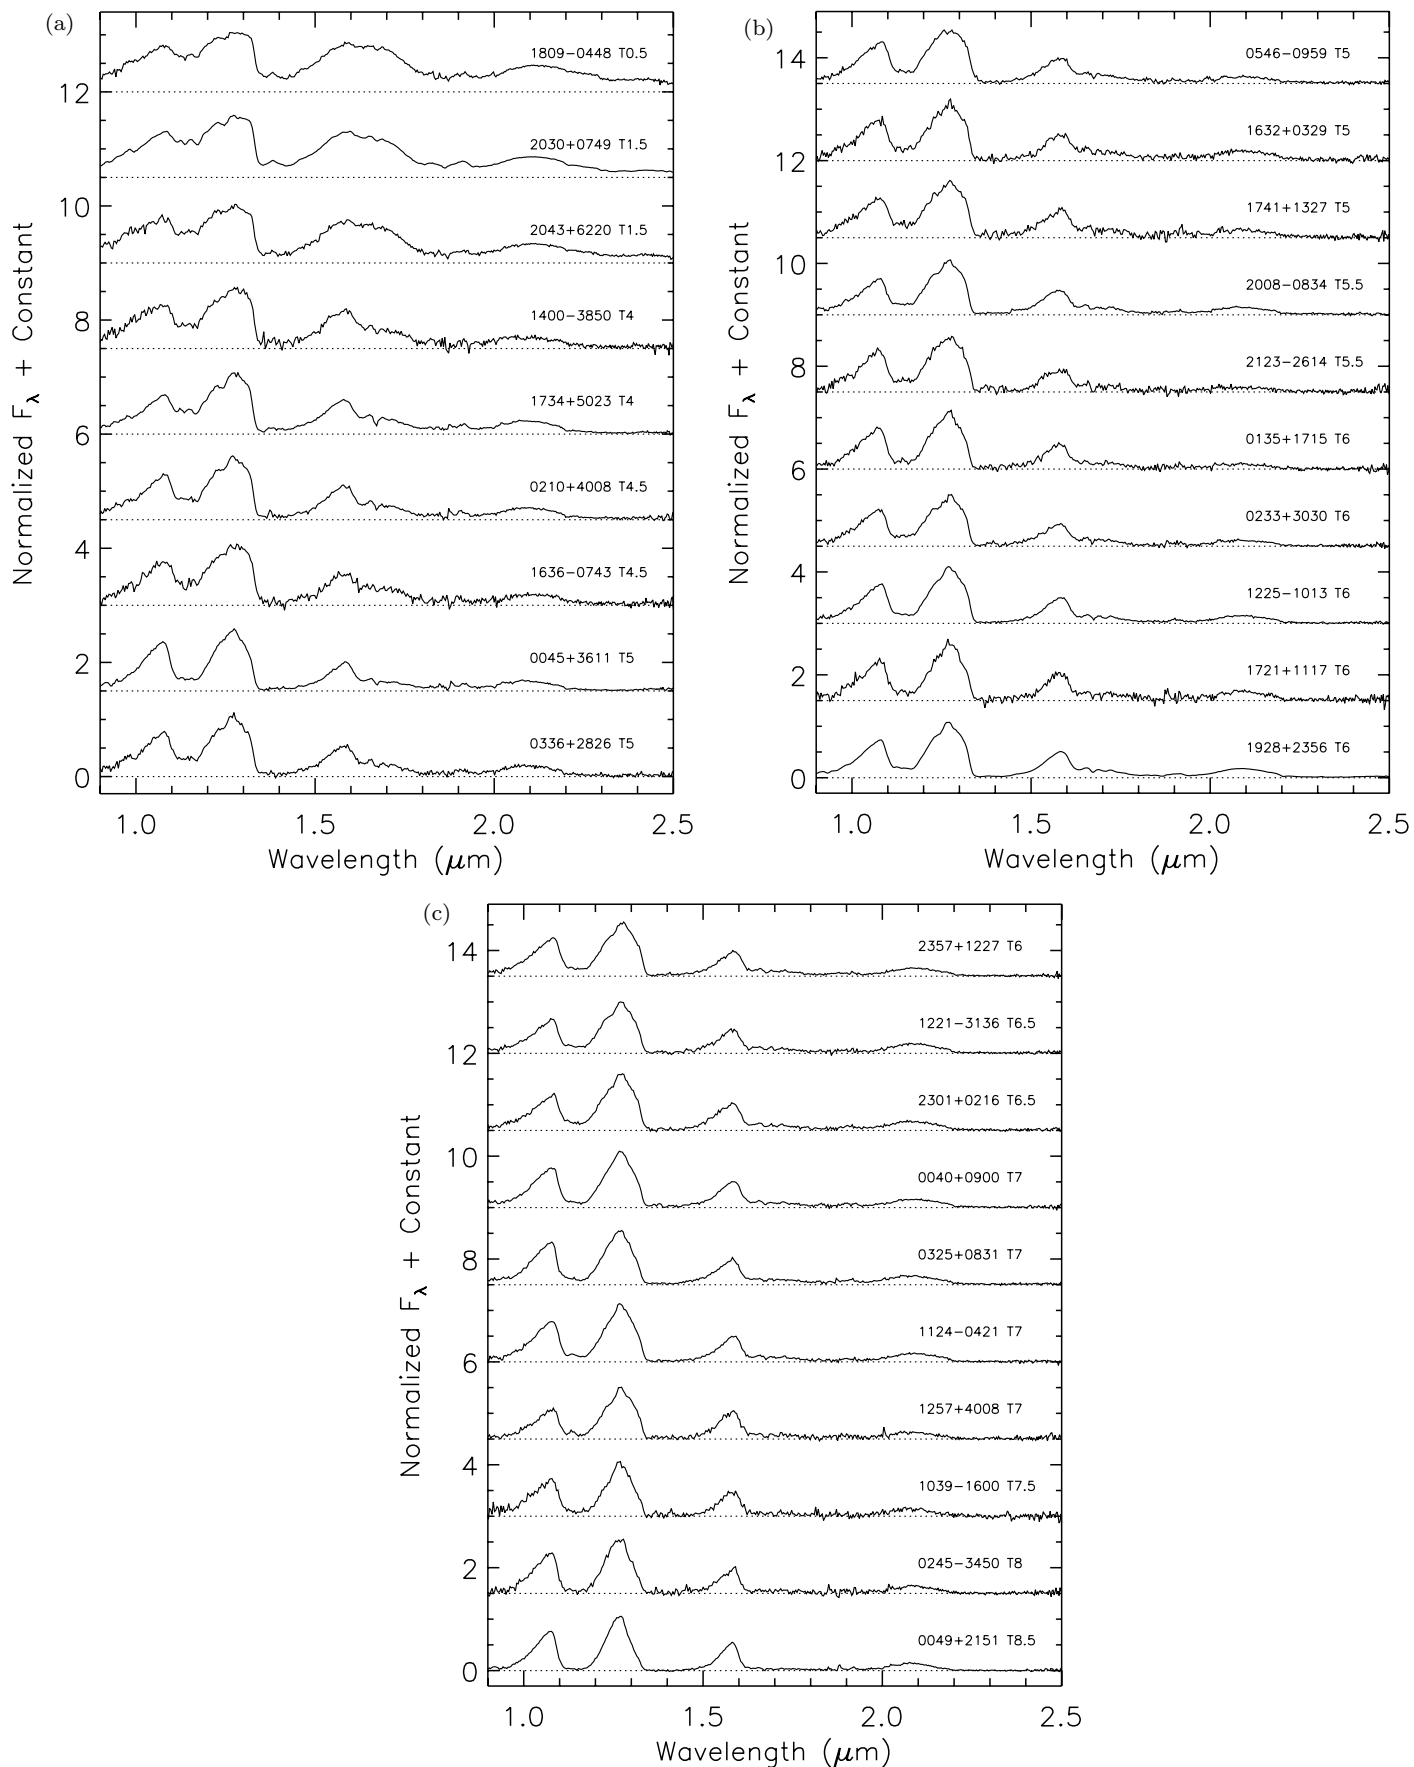 (a)
1809−0448 T0.5
12
2030+0749 T1.5
10
2043+6220 T1.5
8
1400−3850 T4
1734+5023 T4
6
0210+4008 T4.5
4
1636−0743 T4.5
2
0045+3611 T5
0336+2826 T5
0
1.0 1.5 2.0 2.5
Wavelength (μm)
Normalized Fλ + Constant
(b)
14
0546−0959 T5
1632+0329 T5
12
1741+1327 T5
10
2008−0834 T5.5
8
2123−2614 T5.5
0135+1715 T6
6
0233+3030 T6
4
1225−1013 T6
1721+1117 T6
2
1928+2356 T6
0
1.0 1.5 2.0 2.5
Wavelength (μm)
Normalized Fλ + Constant
(c)
14
2357+1227 T6
1221−3136 T6.5
12
2301+0216 T6.5
10
0040+0900 T7
8
0325+0831 T7
1124−0421 T7
6
1257+4008 T7
4
1039−1600 T7.5
0245−3450 T8
2
0049+2151 T8.5
0
1.0 1.5 2.0 2.5
Wavelength (μm)
Normalized Fλ + Constant